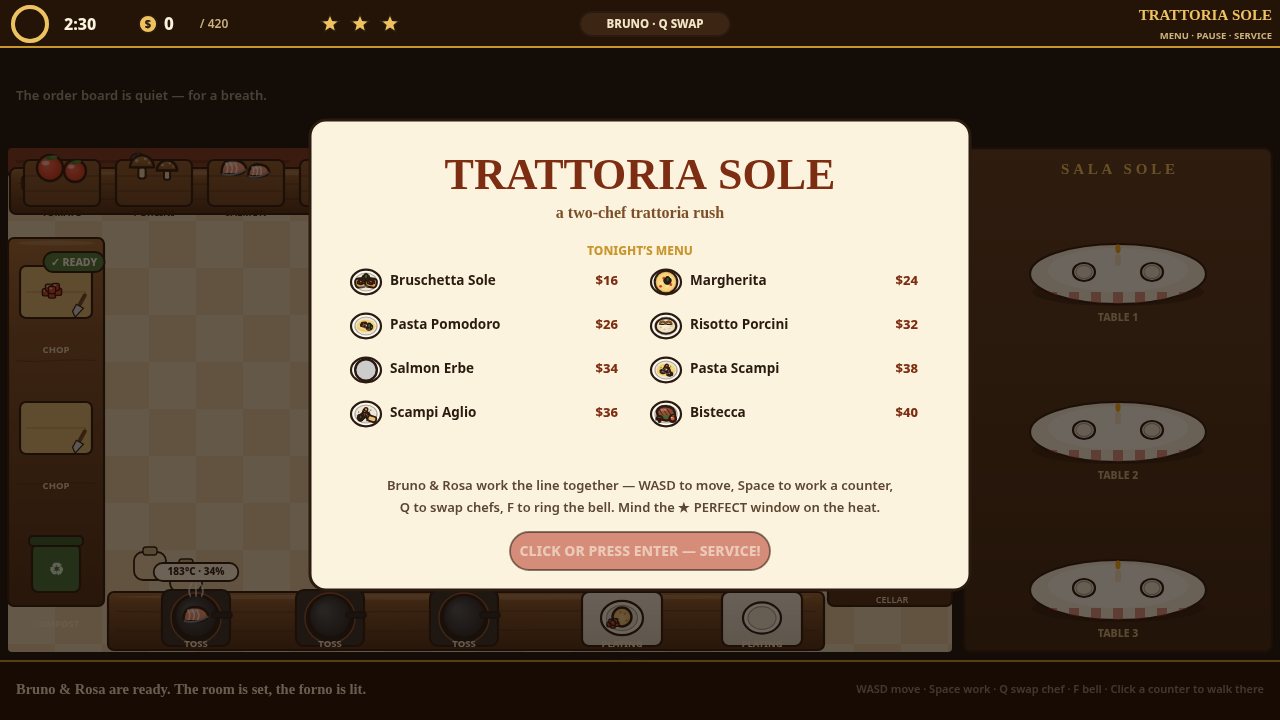 2:30
$ 0 / 420
BRUNO · Q SWAP
TRATTORIA SOLE
MENU · PAUSE · SERVICE
The order board is quiet — for a breath.
SALA SOLE
TRATTORIA SOLE
a two-chef trattoria rush
TONIGHT'S MENU
Bruschetta Sole $16
Margherita $24
Pasta Pomodoro $26
Risotto Porcini $32
Salmon Erbe $34
Pasta Scampi $38
Scampi Aglio $36
Bistecca $40
Bruno & Rosa work the line together — WASD to move, Space to work a counter,
Q to swap chefs, F to ring the bell. Mind the ★ PERFECT window on the heat.
CLICK OR PRESS ENTER — SERVICE!
✓ READY
CHOP
CHOP
COMPOST
183°C · 34%
TOSS
TOSS
TOSS
PLATING
PLATING
CELLAR
TABLE 1
TABLE 2
TABLE 3
Bruno & Rosa are ready. The room is set, the forno is lit.
WASD move · Space work · Q swap chef · F bell · Click a counter to walk there